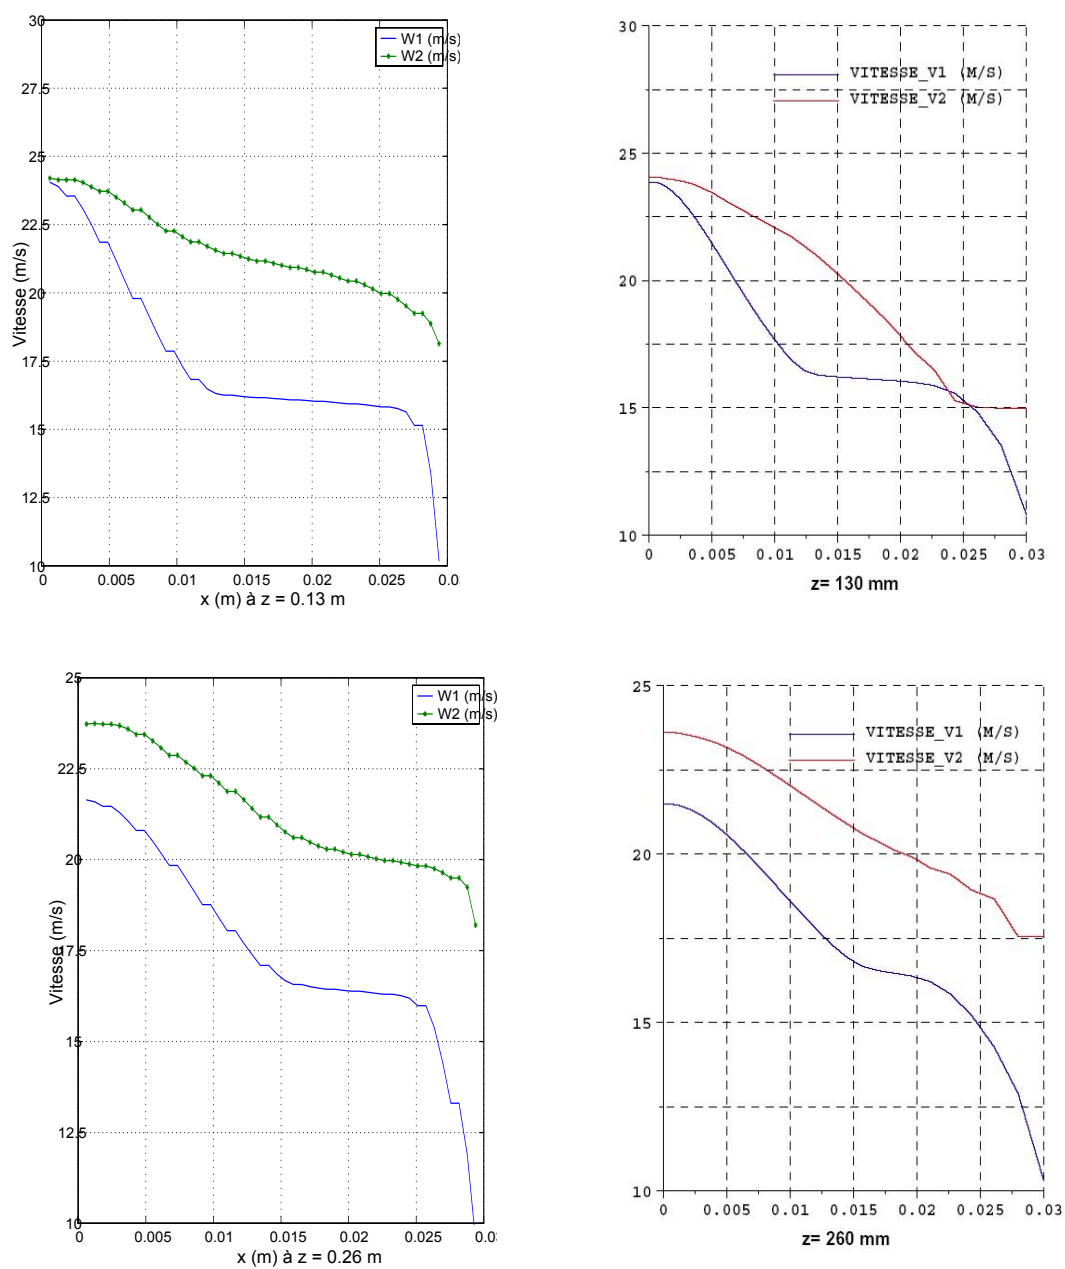 30
27.5
25
22.5
20
17.5
15
12.5
10
Vitesse (m/s)
W1 (m/s)
W2 (m/s)
0 0.005 0.01 0.015 0.02 0.025 0.0
x (m) à z = 0.13 m
30
25
20
15
10
VITESSE_V1 (M/S)
VITESSE_V2 (M/S)
0 0.005 0.01 0.015 0.02 0.025 0.03
z= 130 mm
25
22.5
20
17.5
15
12.5
10
Vitesse (m/s)
W1 (m/s)
W2 (m/s)
0 0.005 0.01 0.015 0.02 0.025 0.0
x (m) à z = 0.26 m
25
20
15
10
VITESSE_V1 (M/S)
VITESSE_V2 (M/S)
0 0.005 0.01 0.015 0.02 0.025 0.03
z= 260 mm